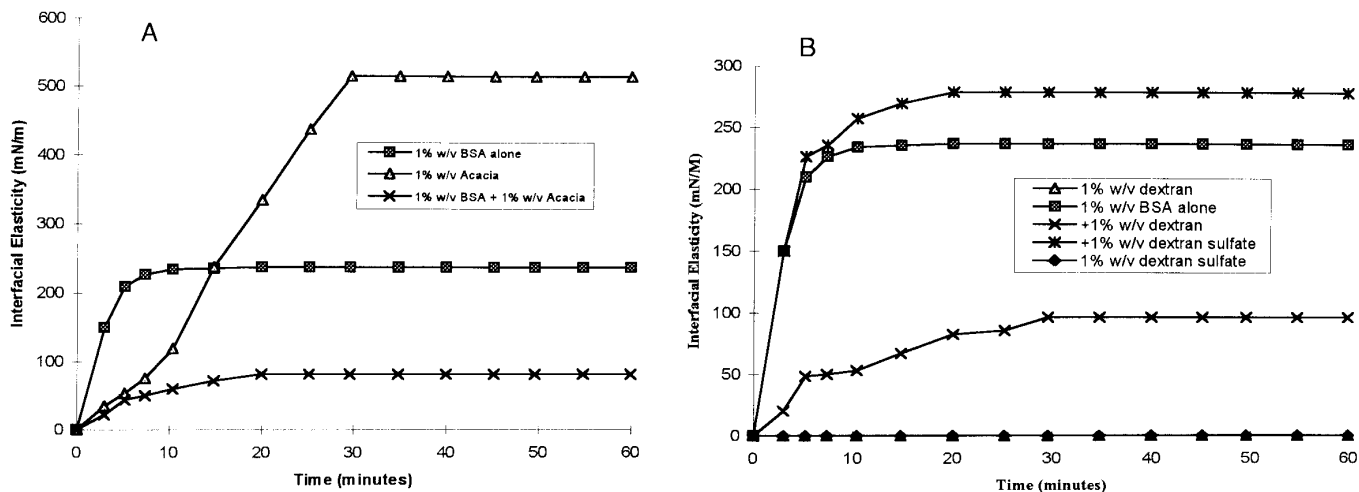 A
Interfacial Elasticity (mN/m)
600
500
400
300
200
100
0
1% w/v BSA alone
1% w/v Acacia
1% w/v BSA + 1% w/v Acacia
0 10 20 30 40 50 60
Time (minutes)
B
Interfacial Elasticity (mN/M)
300
250
200
150
100
50
0
1% w/v dextran
1% w/v BSA alone
+1% w/v dextran
+1% w/v dextran sulfate
1% w/v dextran sulfate
0 10 20 30 40 50 60
Time (minutes)